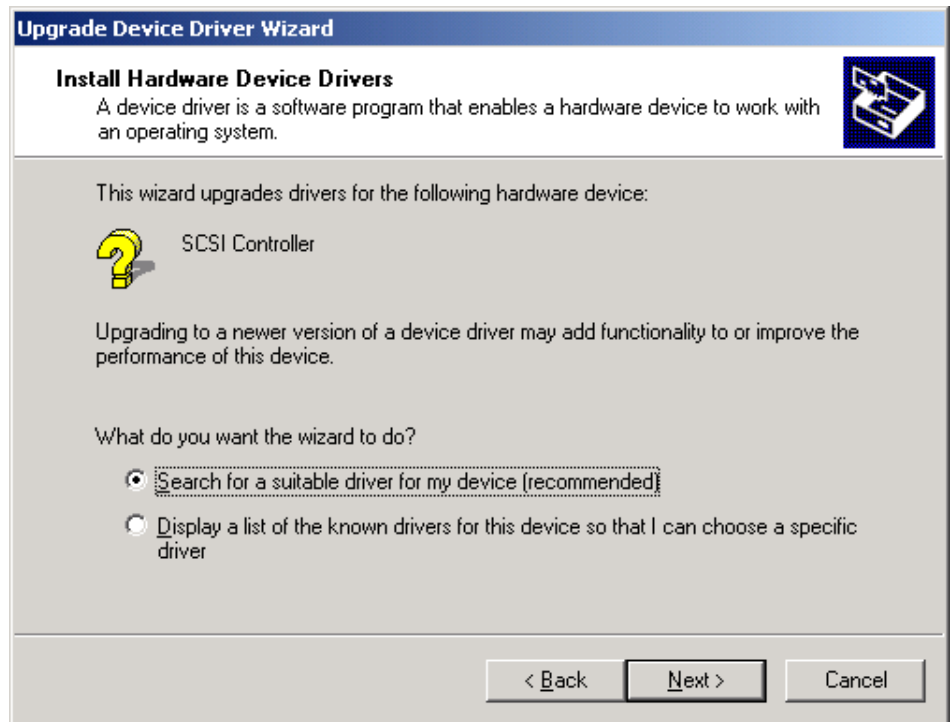 Upgrade Device Driver Wizard
Install Hardware Device Drivers
A device driver is a software program that enables a hardware device to work with
an operating system.
This wizard upgrades drivers for the following hardware device:
SCSI Controller
Upgrading to a newer version of a device driver may add functionality to or improve the
performance of this device.
What do you want the wizard to do?
Search for a suitable driver for my device (recommended)
Display a list of the known drivers for this device so that I can choose a specific
driver
< Back
Next >
Cancel